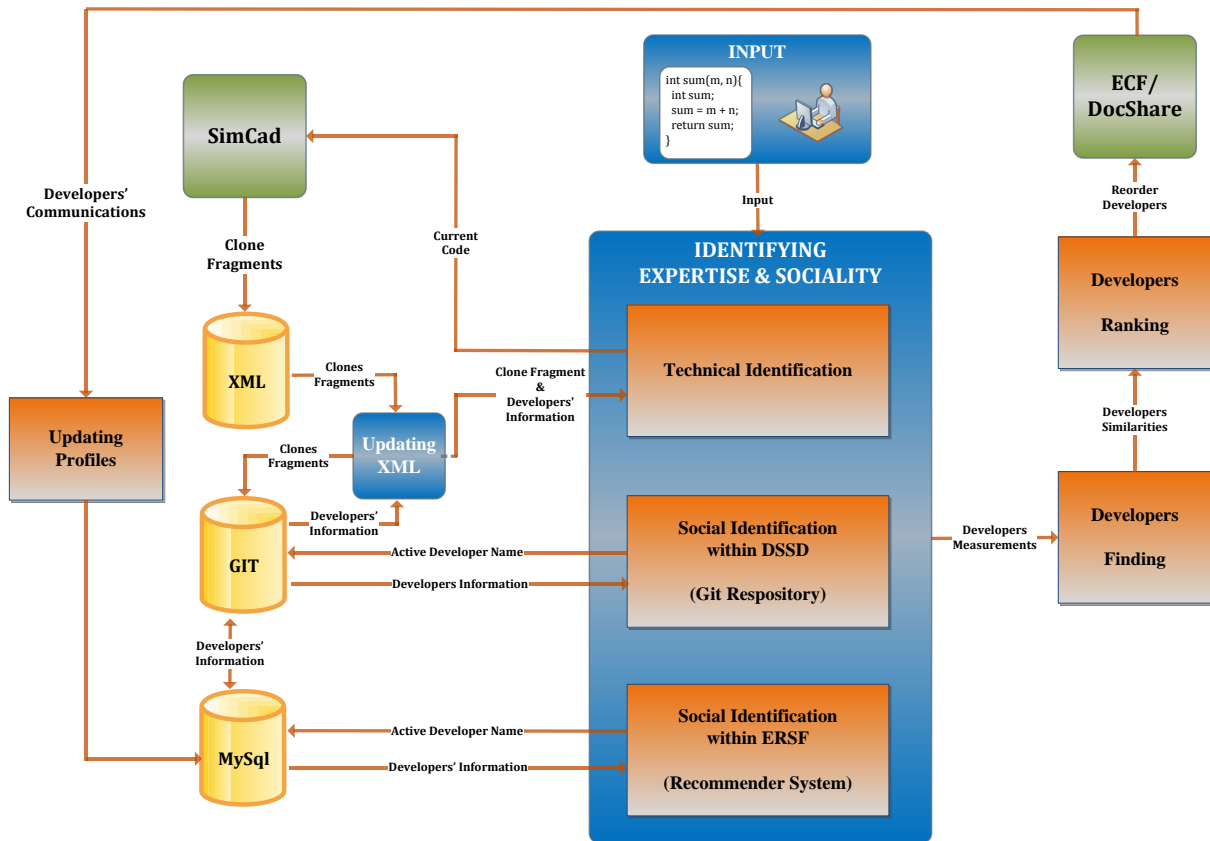 INPUT
int sum(m, n){
int sum;
sum = m + n;
return sum;
}
SimCad
ECF/
DocShare
Developers'
Communications
Input
Reorder
Developers
Clone
Fragments
Current
Code
IDENTIFYING
EXPERTISE & SOCIALITY
Developers
Ranking
XML
Clones
Fragments
Clone Fragment
&
Developers'
Information
Technical Identification
Developers
Similarities
Updating
Profiles
Updating
XML
Clones
Fragments
Developers'
Information
GIT
Active Developer Name
Developers Information
Social Identification
within DSSD
(Git Respository)
Developers
Measurements
Developers
Finding
Developers'
Information
MySql
Active Developer Name
Developers' Information
Social Identification
within ERSF
(Recommender System)